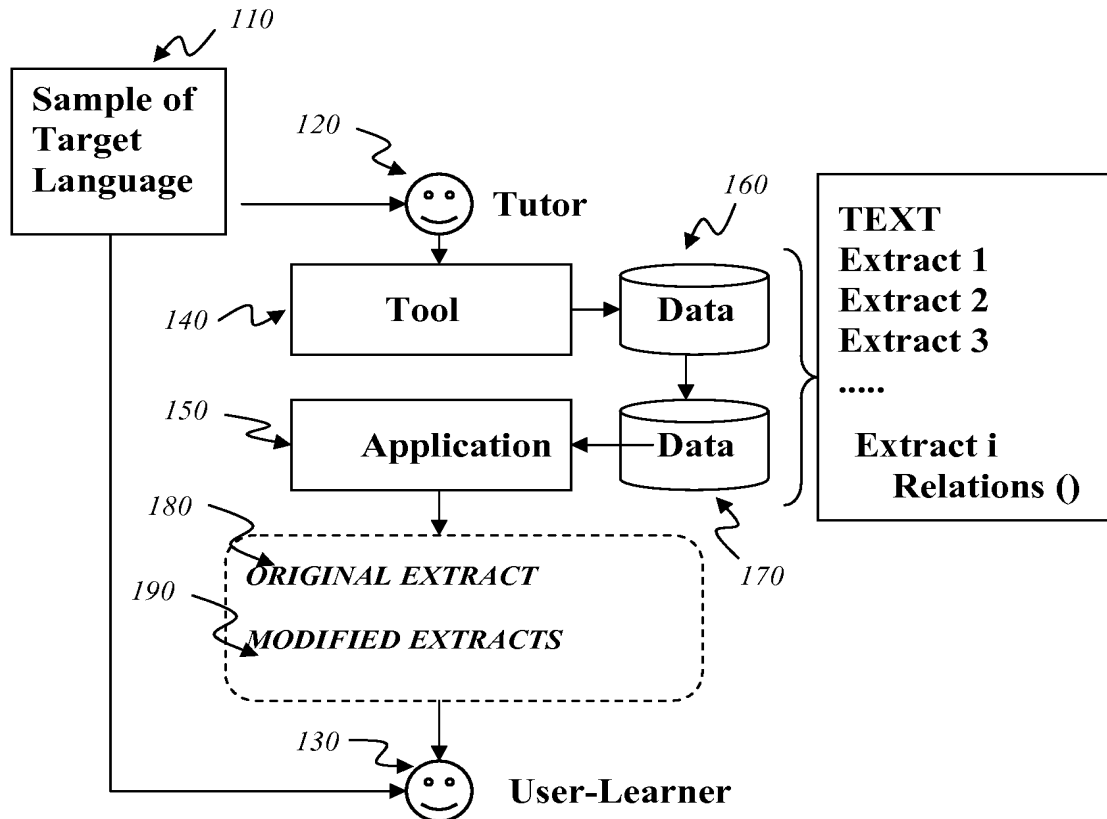 110
Sample of
Target
Language
120
Tutor
160
TEXT
Extract 1
Extract 2
Extract 3
.....
Extract i
Relations ()
140
Tool
Data
150
Application
Data
180
170
ORIGINAL EXTRACT
190
MODIFIED EXTRACTS
130
User-Learner